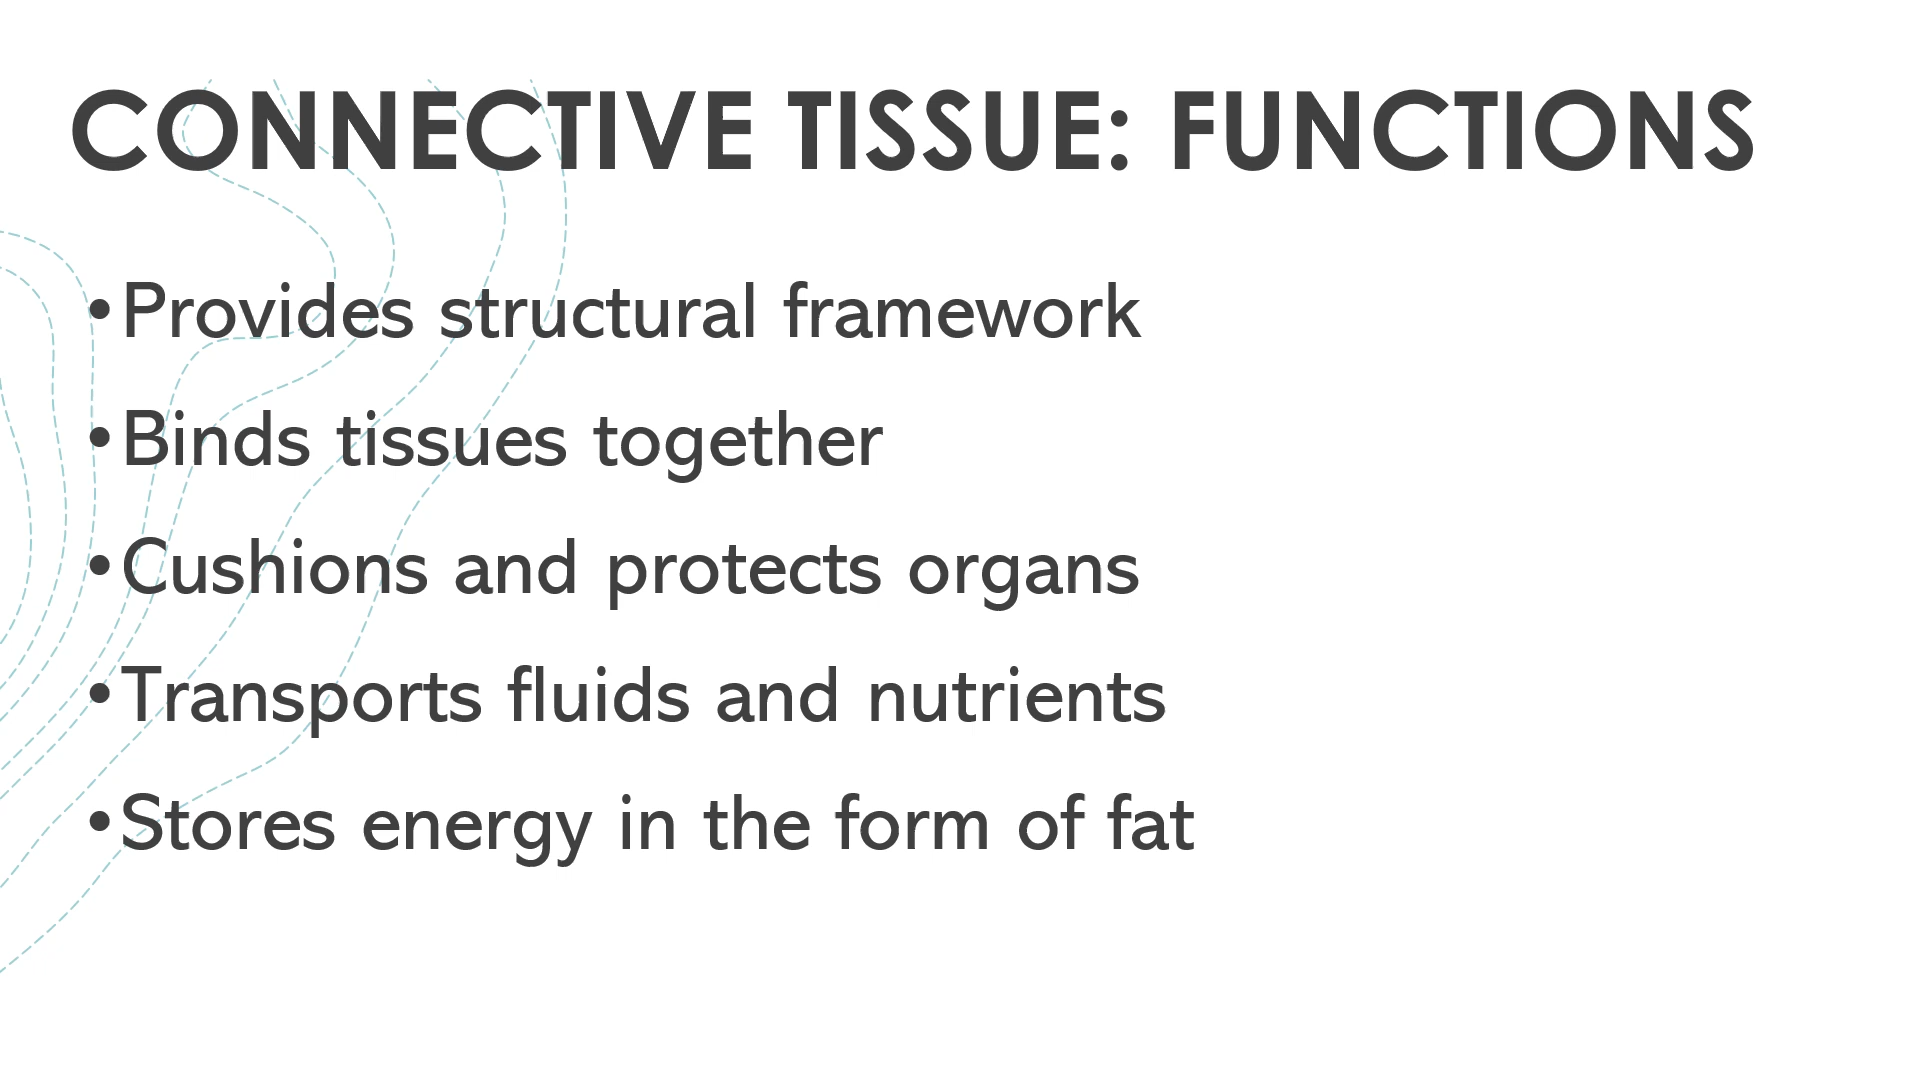 CONNECTIVE TISSUE: FUNCTIONS
•Provides structural framework
•Binds tissues together
•Cushions and protects organs
•Transports fluids and nutrients
•Stores energy in the form of fat